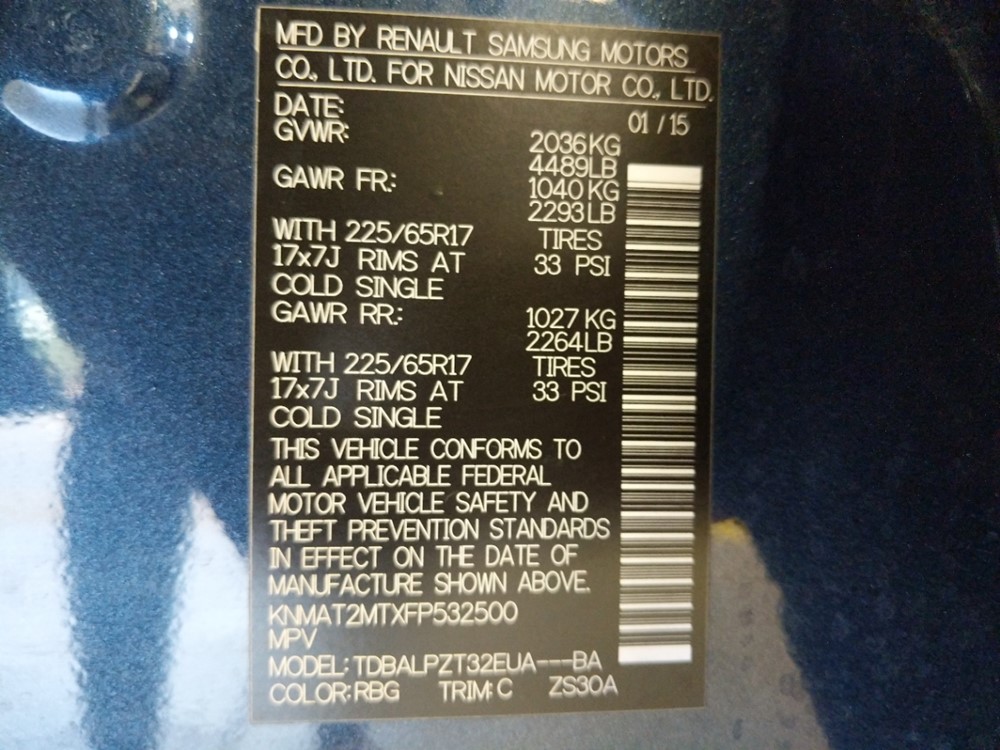 MFD BY RENAULT SAMSUNG MOTORS
CO., LTD. FOR NISSAN MOTOR CO., LTD.
DATE: 01 / 15
GVWR: 2036KG
4489LB
GAWR FR.: 1040KG
2293LB
WITH 225/65R17 TIRES
17x7J RIMS AT 33 PSI
COLD SINGLE
GAWR RR.: 1027KG
2264LB
WITH 225/65R17 TIRES
17x7J RIMS AT 33 PSI
COLD SINGLE
THIS VEHICLE CONFORMS TO
ALL APPLICABLE FEDERAL
MOTOR VEHICLE SAFETY AND
THEFT PREVENTION STANDARDS
IN EFFECT ON THE DATE OF
MANUFACTURE SHOWN ABOVE.
KNMAT2MTXFP532500
MPV
MODEL:TDBALPZT32EUA---BA
COLOR:RBG TRIM:C ZS30A